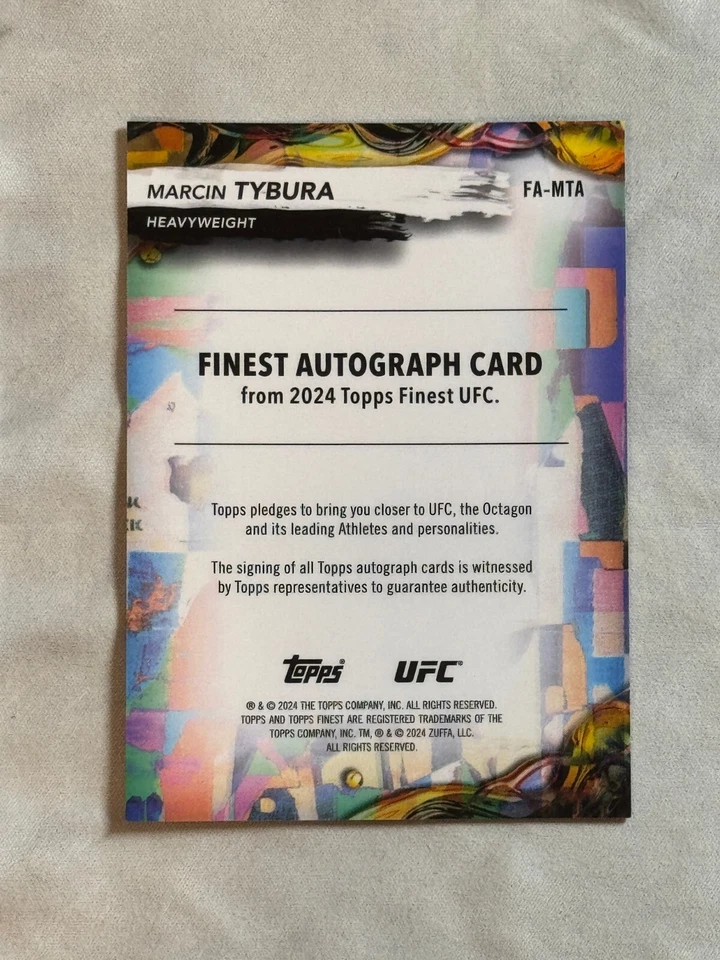 MARCIN TYBURA
FA-MTA
HEAVYWEIGHT
FINEST AUTOGRAPH CARD
from 2024 Topps Finest UFC.
Topps pledges to bring you closer to UFC, the Octagon
and its leading Athletes and personalities.
The signing of all Topps autograph cards is witnessed
by Topps representatives to guarantee authenticity.
Topps® UFC®
® & © 2024 THE TOPPS COMPANY, INC. ALL RIGHTS RESERVED.
TOPPS AND TOPPS FINEST ARE REGISTERED TRADEMARKS OF THE
TOPPS COMPANY, INC. TM, ® & © 2024 ZUFFA, LLC.
ALL RIGHTS RESERVED.